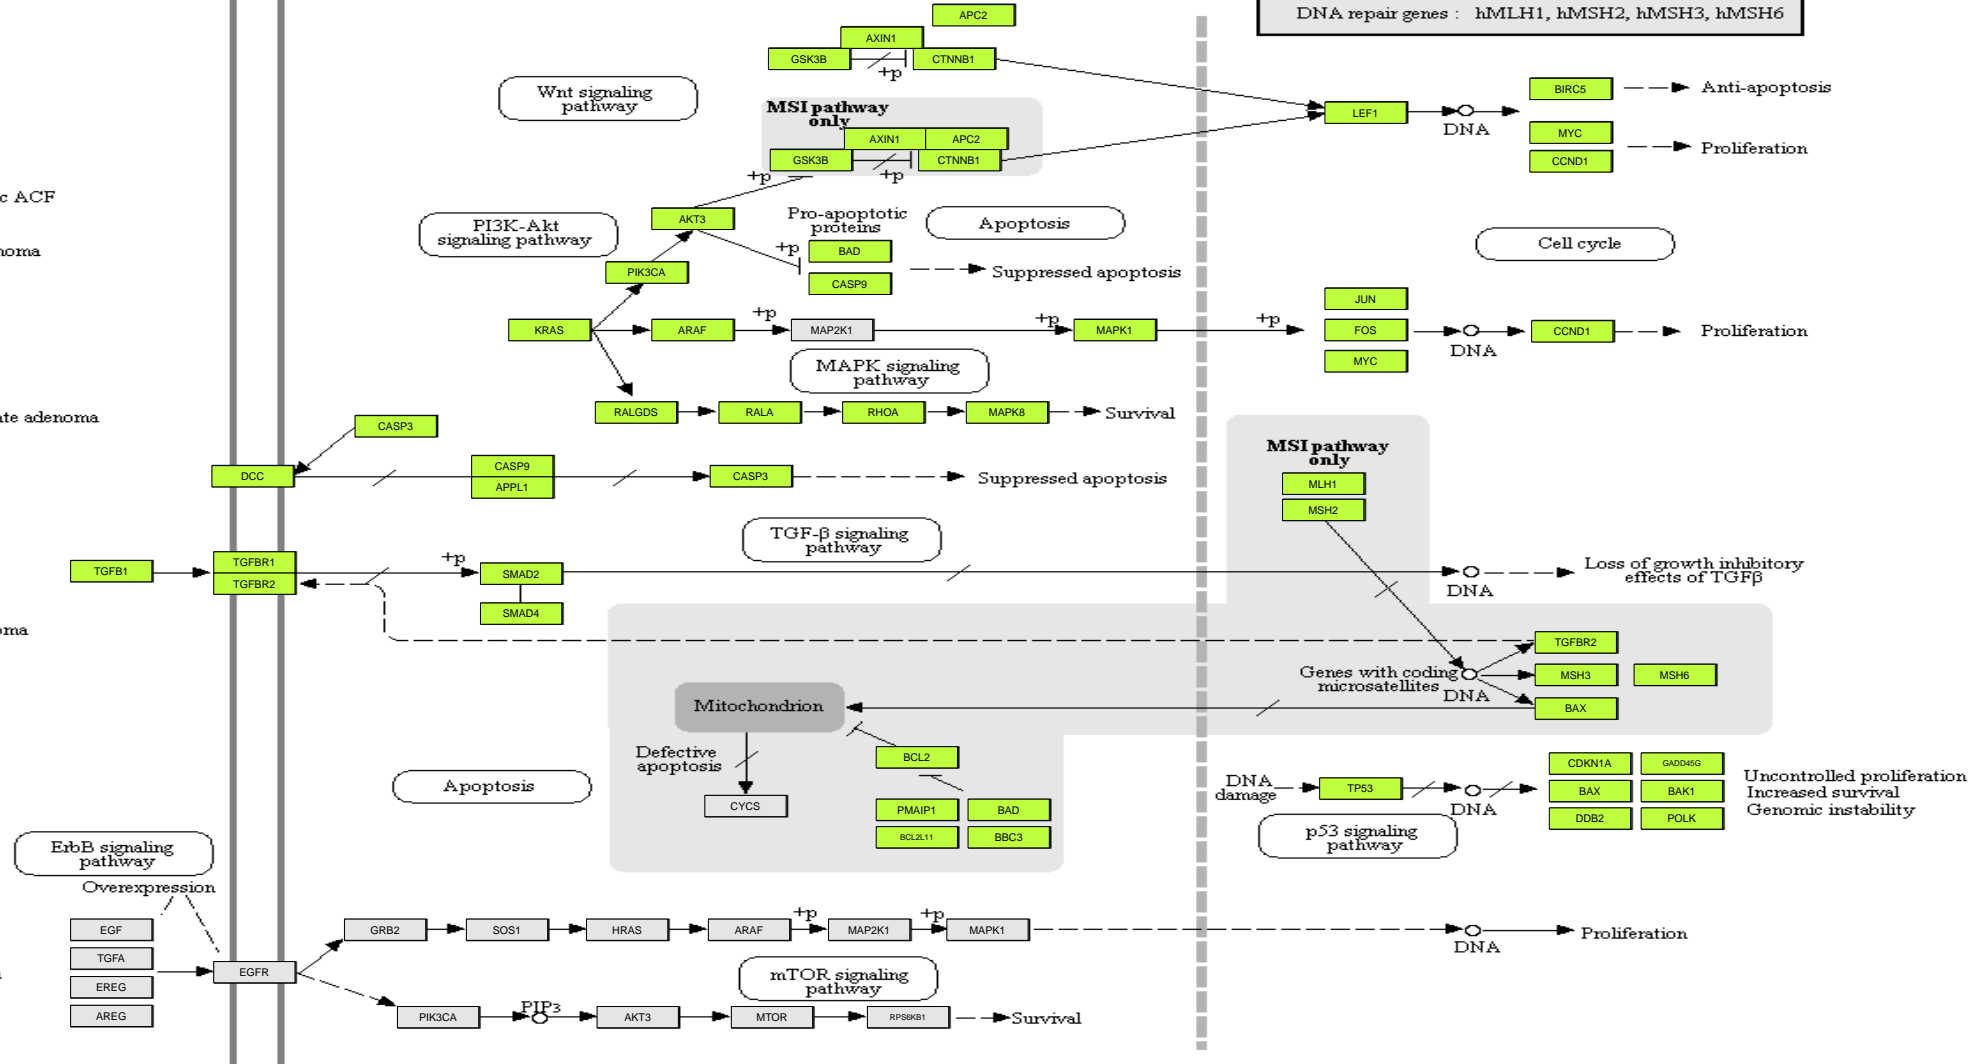 APC2
DNA repair genes :  hMLH1, hMSH2, hMSH3, hMSH6
AXIN1
GSK3B
CTNNB1
+p
Wnt signaling
pathway
MSI pathway
only
AXIN1
APC2
GSK3B
CTNNB1
+p
+p
LEF1
DNA
BIRC5
Anti-apoptosis
MYC
CCND1
Proliferation
c ACF
PI3K-Akt
signaling pathway
AKT3
Pro-apoptotic
proteins
Apoptosis
+p
BAD
CASP9
Suppressed apoptosis
Cell cycle
noma
PIK3CA
KRAS
ARAF
+p
MAP2K1
+p
MAPK1
+p
JUN
FOS
MYC
DNA
CCND1
Proliferation
MAPK signaling
pathway
RALGDS
RALA
RHOA
MAPK8
Survival
te adenoma
CASP3
DCC
CASP9
APPL1
CASP3
Suppressed apoptosis
MSI pathway
only
MLH1
MSH2
TGF-β signaling
pathway
TGFB1
TGFBR1
TGFBR2
+p
SMAD2
SMAD4
DNA
Loss of growth inhibitory
effects of TGFβ
oma
TGFBR2
Genes with coding
microsatellites
DNA
MSH3
MSH6
BAX
Mitochondrion
Defective
apoptosis
CYCS
BCL2
PMAIP1
BAD
BCL2L11
BBC3
Apoptosis
DNA
damage
TP53
DNA
CDKN1A
GADD45G
BAX
BAK1
DDB2
POLK
Uncontrolled proliferation
Increased survival
Genomic instability
p53 signaling
pathway
ErbB signaling
pathway
Overexpression
EGF
TGFA
EREG
AREG
EGFR
GRB2
SOS1
HRAS
ARAF
+p
MAP2K1
+p
MAPK1
DNA
Proliferation
mTOR signaling
pathway
PIK3CA
PIP3
AKT3
MTOR
RPS6KB1
Survival